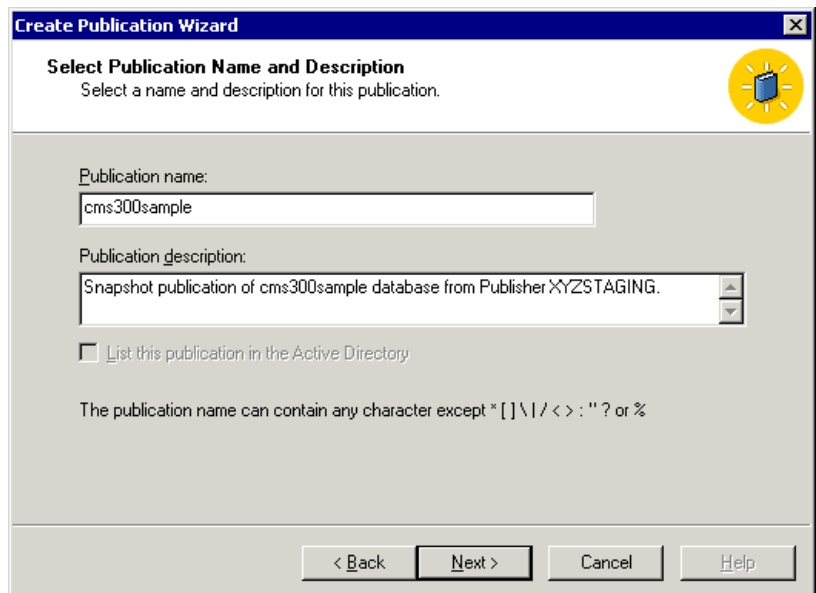 Create Publication Wizard
Select Publication Name and Description
Select a name and description for this publication.
Publication name:
cms300sample
Publication description:
Snapshot publication of cms300sample database from Publisher XYZSTAGING.
List this publication in the Active Directory
The publication name can contain any character except * [ ] \ | / < > : " ? or %
< Back
Next >
Cancel
Help